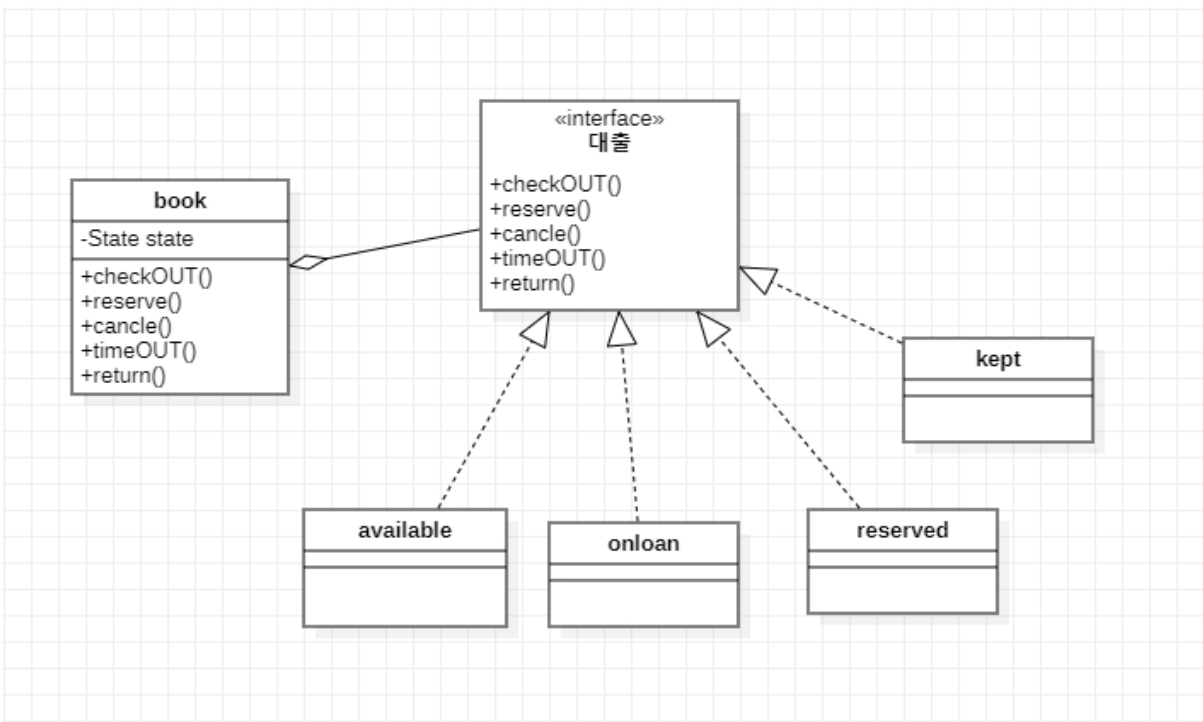 «interface»
대출
+checkOUT()
+reserve()
+cancle()
+timeOUT()
+return()
book
-State state
+checkOUT()
+reserve()
+cancle()
+timeOUT()
+return()
kept
available
onloan
reserved